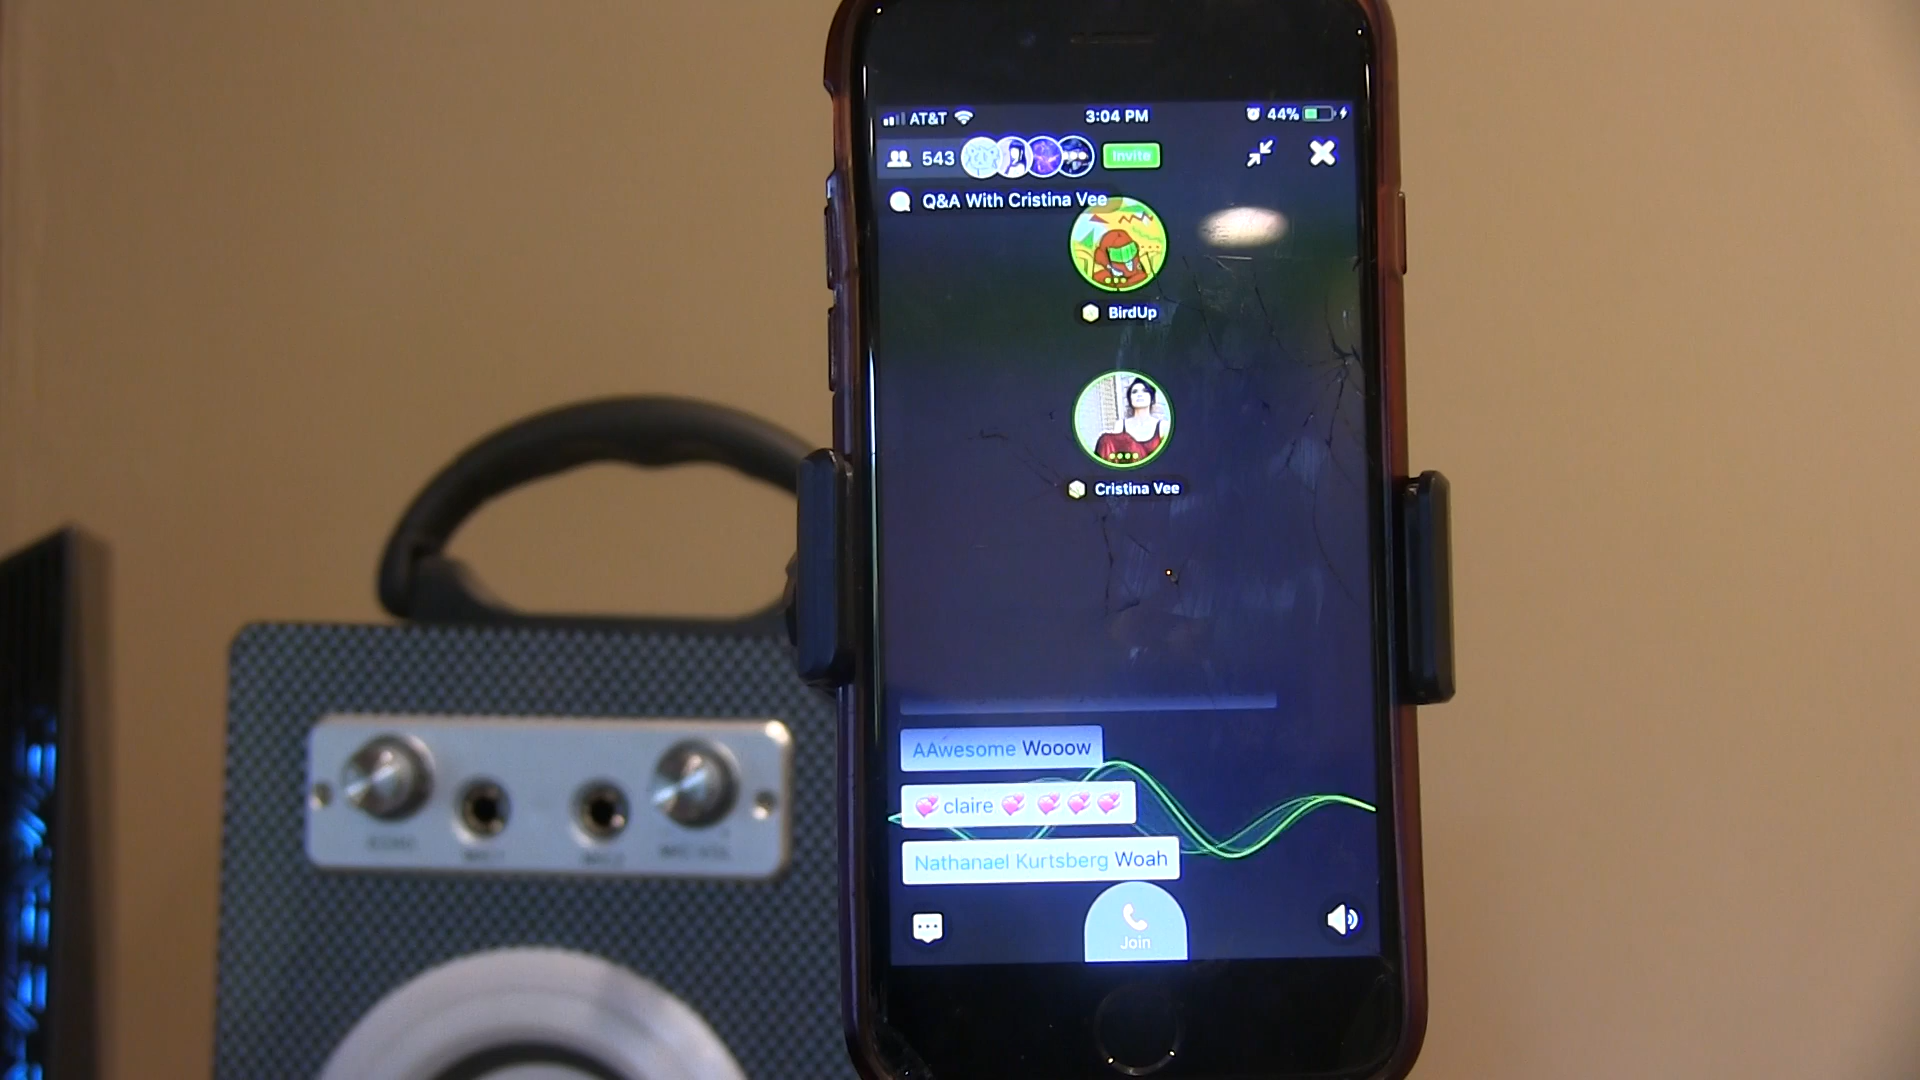 AT&T 3:04 PM 44%
543 Invite
Q&A With Cristina Vee
BirdUp
Cristina Vee
AAwesome Wooow
💞claire 💞 💞💞💞
Nathanael Kurtsberg Woah
Join